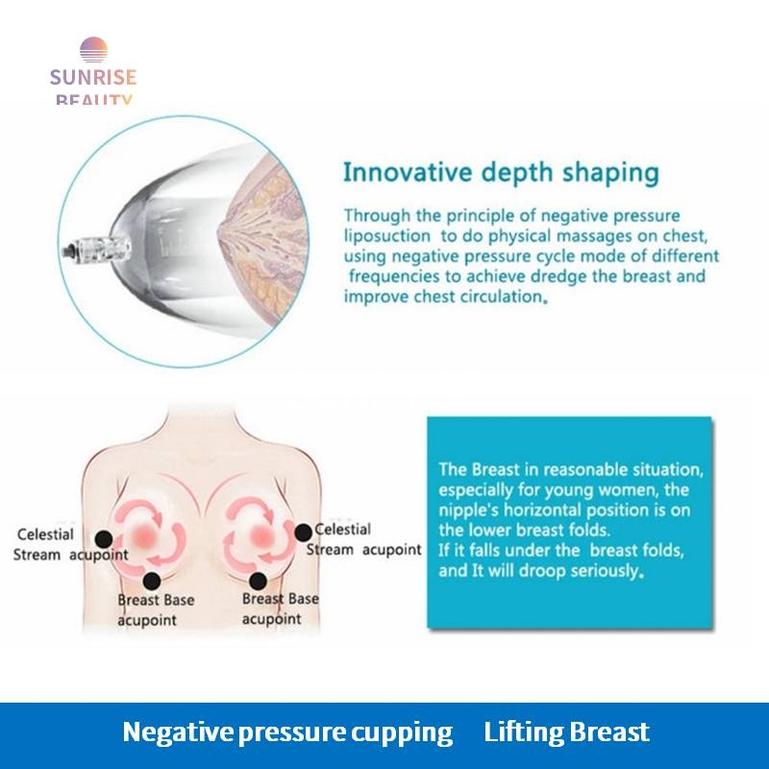 SUNRISE
BEAUTY
Innovative depth shaping
Through the principle of negative pressure
liposuction to do physical massages on chest,
using negative pressure cycle mode of different
frequencies to achieve dredge the breast and
improve chest circulation。
Celestial
Stream acupoint
Celestial
Stream acupoint
Breast Base
acupoint
Breast Base
acupoint
The Breast in reasonable situation,
especially for young women, the
nipple's horizontal position is on
the lower breast folds.
If it falls under the breast folds,
and It will droop seriously。
Negative pressure cupping Lifting Breast